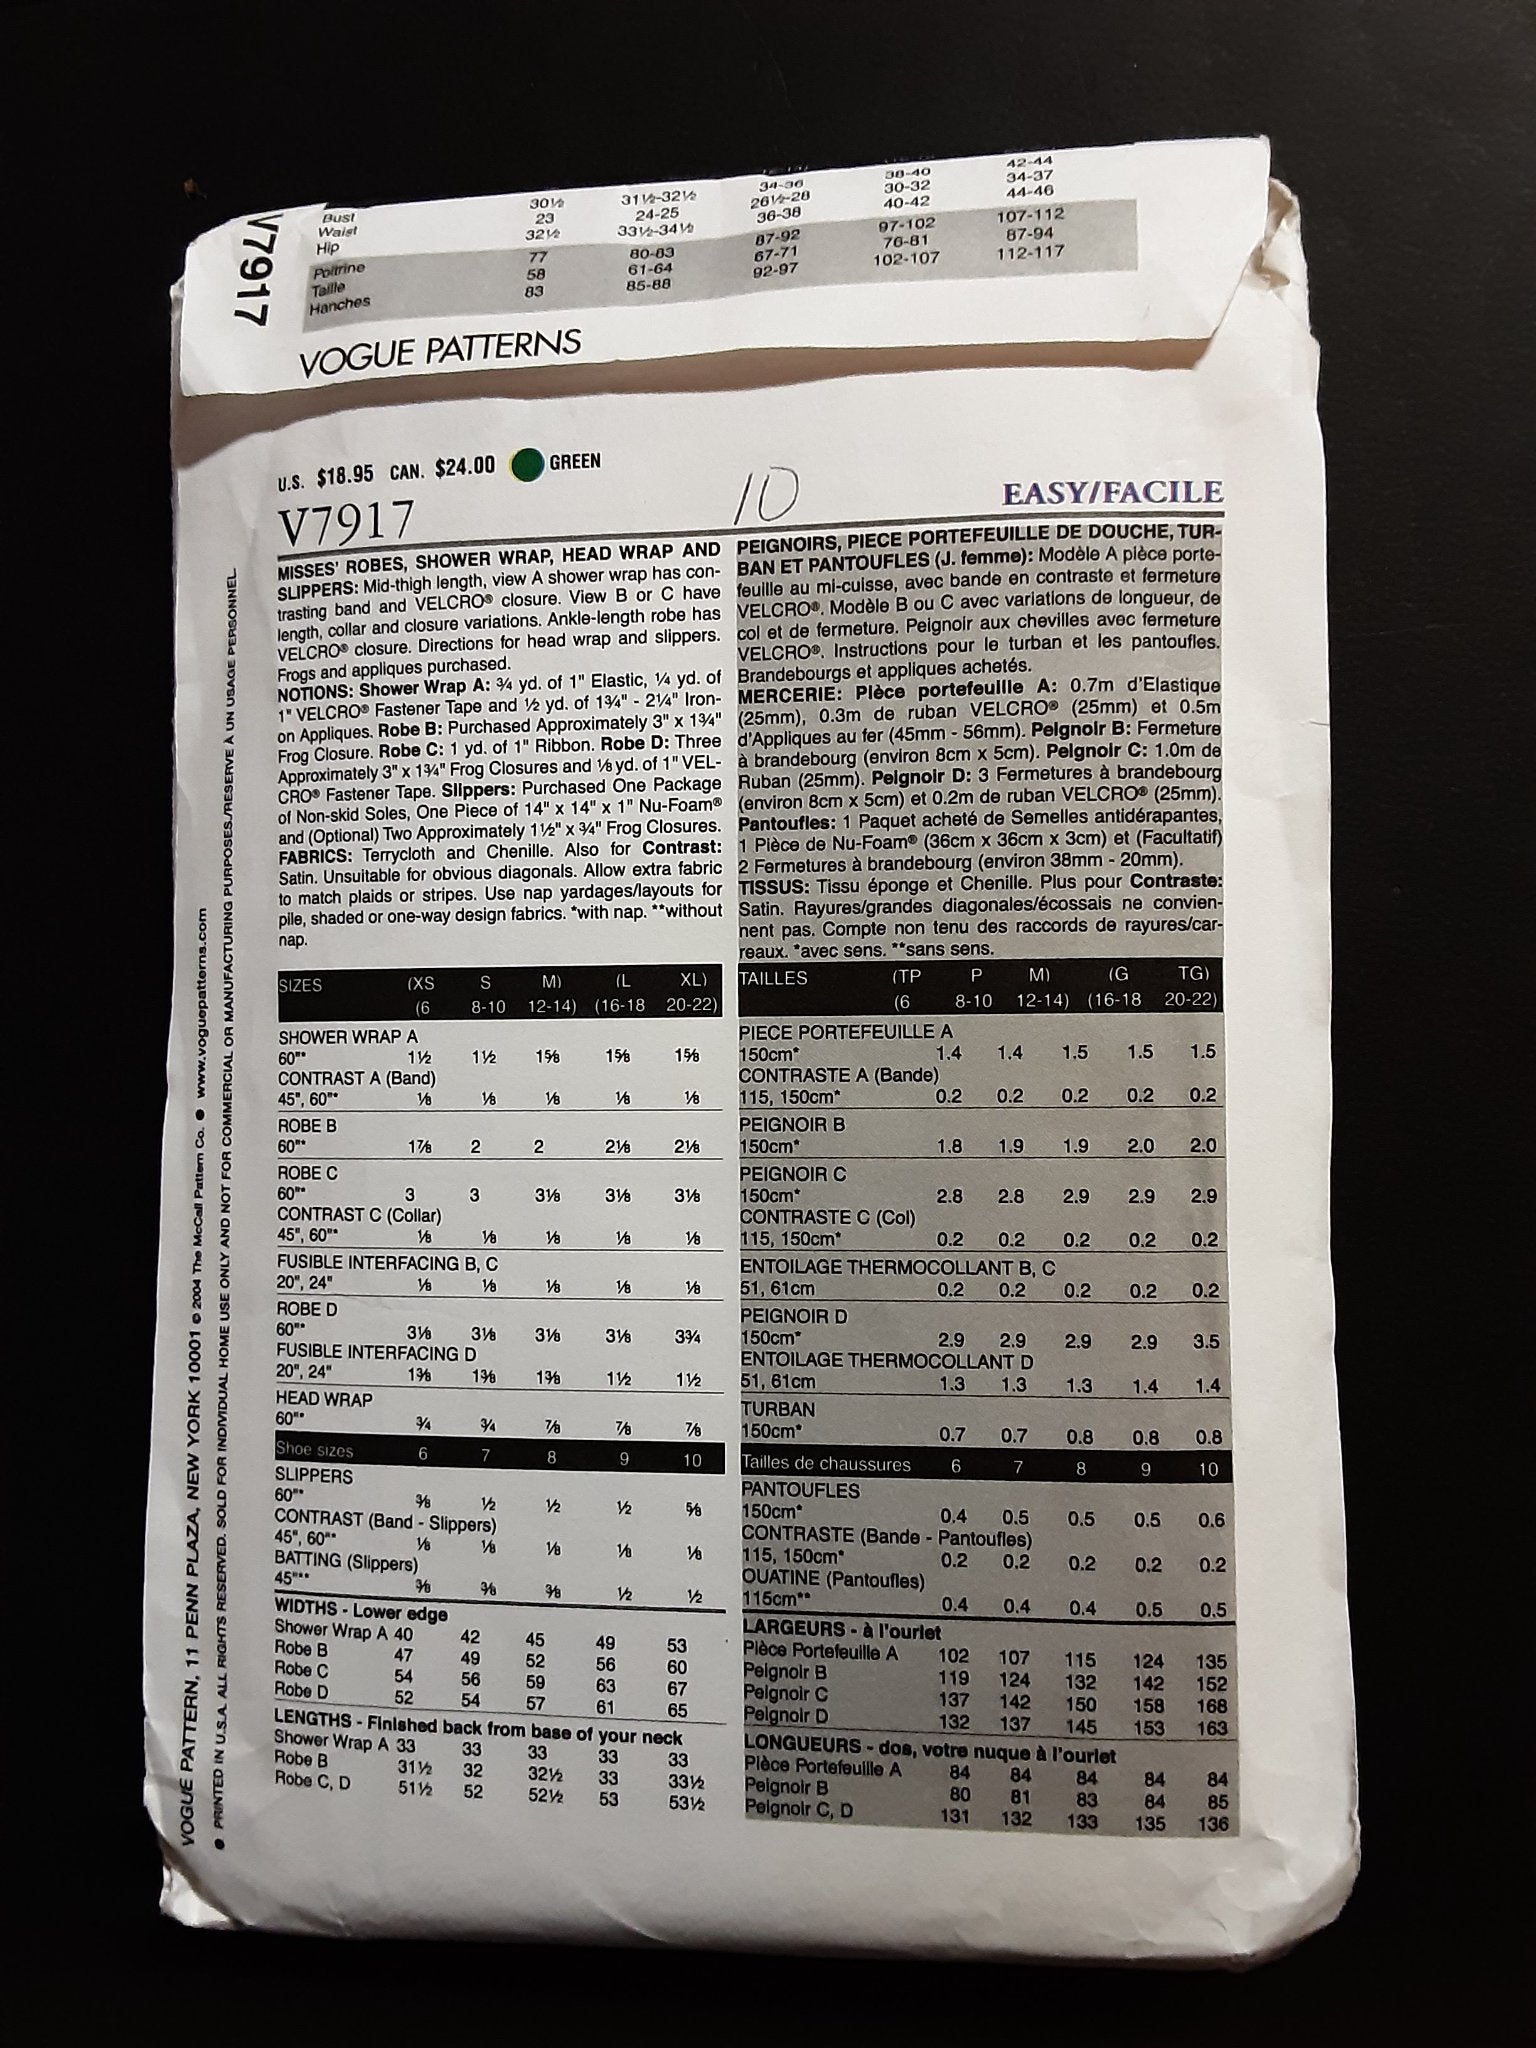 34-36 38-40 42-44
Bust 30½ 31½-32½ 26½-28 30-32 34-37
Waist 23 24-25 36-38 40-42 44-46
Hip 32½ 33½-34½
Poitrine 77 80-83 87-92 97-102 107-112
Taille 58 61-64 67-71 76-81 87-94
Hanches 83 85-88 92-97 102-107 112-117
V7917
VOGUE PATTERNS
U.S. $18.95 CAN. $24.00 GREEN
V7917
10
EASY/FACILE
MISSES' ROBES, SHOWER WRAP, HEAD WRAP AND
SLIPPERS: Mid-thigh length, view A shower wrap has con-
trasting band and VELCRO® closure. View B or C have
length, collar and closure variations. Ankle-length robe has
VELCRO® closure. Directions for head wrap and slippers.
Frogs and appliques purchased.
NOTIONS: Shower Wrap A: ¾ yd. of 1" Elastic, ¼ yd. of
1" VELCRO® Fastener Tape and ½ yd. of 1¾" - 2¼" Iron-
on Appliques. Robe B: Purchased Approximately 3" x 1¾"
Frog Closure. Robe C: 1 yd. of 1" Ribbon. Robe D: Three
Approximately 3" x 1¾" Frog Closures and ⅛ yd. of 1" VEL-
CRO® Fastener Tape. Slippers: Purchased One Package
of Non-skid Soles, One Piece of 14" x 14" x 1" Nu-Foam®
and (Optional) Two Approximately 1½" x ¾" Frog Closures.
FABRICS: Terrycloth and Chenille. Also for Contrast:
Satin. Unsuitable for obvious diagonals. Allow extra fabric
to match plaids or stripes. Use nap yardages/layouts for
pile, shaded or one-way design fabrics. *with nap. **without
nap.
SIZES (XS S M) (L XL)
(6 8-10 12-14) (16-18 20-22)
SHOWER WRAP A
60"* 1½ 1½ 1⅝ 1⅝ 1⅝
CONTRAST A (Band)
45", 60"* ⅛ ⅛ ⅛ ⅛ ⅛
ROBE B
60"* 1⅞ 2 2 2⅛ 2⅛
ROBE C
60"* 3 3 3⅛ 3⅛ 3⅛
CONTRAST C (Collar)
45", 60"* ⅛ ⅛ ⅛ ⅛ ⅛
FUSIBLE INTERFACING B, C
20", 24" ⅛ ⅛ ⅛ ⅛ ⅛
ROBE D
60"* 3⅛ 3⅛ 3⅛ 3⅛ 3¾
FUSIBLE INTERFACING D
20", 24" 1⅜ 1⅜ 1⅜ 1½ 1½
HEAD WRAP
60"* ¾ ¾ ⅞ ⅞ ⅞
Shoe sizes 6 7 8 9 10
SLIPPERS
60"* ⅜ ½ ½ ½ ⅝
CONTRAST (Band - Slippers)
45", 60"* ⅛ ⅛ ⅛ ⅛ ⅛
BATTING (Slippers)
45"** ⅜ ⅜ ⅜ ½ ½
WIDTHS - Lower edge
Shower Wrap A 40 42 45 49 53
Robe B 47 49 52 56 60
Robe C 54 56 59 63 67
Robe D 52 54 57 61 65
LENGTHS - Finished back from base of your neck
Shower Wrap A 33 33 33 33 33
Robe B 31½ 32 32½ 33 33½
Robe C, D 51½ 52 52½ 53 53½
PEIGNOIRS, PIECE PORTEFEUILLE DE DOUCHE, TUR-
BAN ET PANTOUFLES (J. femme): Modèle A pièce porte-
feuille au mi-cuisse, avec bande en contraste et fermeture
VELCRO®. Modèle B ou C avec variations de longueur, de
col et de fermeture. Peignoir aux chevilles avec fermeture
VELCRO®. Instructions pour le turban et les pantoufles.
Brandebourgs et appliques achetés.
MERCERIE: Pièce portefeuille A: 0.7m d'Elastique
(25mm), 0.3m de ruban VELCRO® (25mm) et 0.5m
d'Appliques au fer (45mm - 56mm). Peignoir B: Fermeture
à brandebourg (environ 8cm x 5cm). Peignoir C: 1.0m de
Ruban (25mm). Peignoir D: 3 Fermetures à brandebourg
(environ 8cm x 5cm) et 0.2m de ruban VELCRO® (25mm).
Pantoufles: 1 Paquet acheté de Semelles antidérapantes,
1 Pièce de Nu-Foam® (36cm x 36cm x 3cm) et (Facultatif)
2 Fermetures à brandebourg (environ 38mm - 20mm).
TISSUS: Tissu éponge et Chenille. Plus pour Contraste:
Satin. Rayures/grandes diagonales/écossais ne convien-
nent pas. Compte non tenu des raccords de rayures/car-
reaux. *avec sens. **sans sens.
TAILLES (TP P M) (G TG)
(6 8-10 12-14) (16-18 20-22)
PIECE PORTEFEUILLE A
150cm* 1.4 1.4 1.5 1.5 1.5
CONTRASTE A (Bande)
115, 150cm* 0.2 0.2 0.2 0.2 0.2
PEIGNOIR B
150cm* 1.8 1.9 1.9 2.0 2.0
PEIGNOIR C
150cm* 2.8 2.8 2.9 2.9 2.9
CONTRASTE C (Col)
115, 150cm* 0.2 0.2 0.2 0.2 0.2
ENTOILAGE THERMOCOLLANT B, C
51, 61cm 0.2 0.2 0.2 0.2 0.2
PEIGNOIR D
150cm* 2.9 2.9 2.9 2.9 3.5
ENTOILAGE THERMOCOLLANT D
51, 61cm 1.3 1.3 1.3 1.4 1.4
TURBAN
150cm* 0.7 0.7 0.8 0.8 0.8
Tailles de chaussures 6 7 8 9 10
PANTOUFLES
150cm* 0.4 0.5 0.5 0.5 0.6
CONTRASTE (Bande - Pantoufles)
115, 150cm* 0.2 0.2 0.2 0.2 0.2
OUATINE (Pantoufles)
115cm** 0.4 0.4 0.4 0.5 0.5
LARGEURS - à l'ourlet
Pièce Portefeuille A 102 107 115 124 135
Peignoir B 119 124 132 142 152
Peignoir C 137 142 150 158 168
Peignoir D 132 137 145 153 163
LONGUEURS - dos, votre nuque à l'ourlet
Pièce Portefeuille A 84 84 84 84 84
Peignoir B 80 81 83 84 85
Peignoir C, D 131 132 133 135 136
VOGUE PATTERN, 11 PENN PLAZA, NEW YORK 10001 © 2004 The McCall Pattern Co. ● www.voguepatterns.com
● PRINTED IN U.S.A. ALL RIGHTS RESERVED. SOLD FOR INDIVIDUAL HOME USE ONLY AND NOT FOR COMMERCIAL OR MANUFACTURING PURPOSES./RESERVE À UN USAGE PERSONNEL.